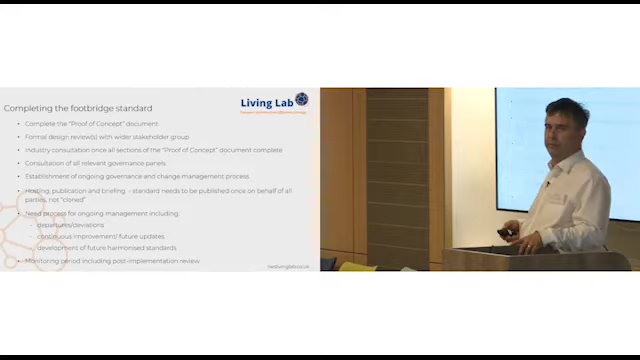 Completing the footbridge standard
Living Lab
• Complete the "Proof of Concept" document
• Formal design review(s) with wider stakeholder group
• Industry consultation once all sections of the "Proof of Concept" document complete
• Consultation of all relevant governance panels
• Establishment of ongoing governance and change management process
• Hosting, publication and briefing - standard needs to be published once on behalf of all
parties, not "cloned"
• Need process for ongoing management including:
- departures/deviations
- continuous improvement/ future updates
- development of future harmonised standards
• Monitoring period including post-implementation review